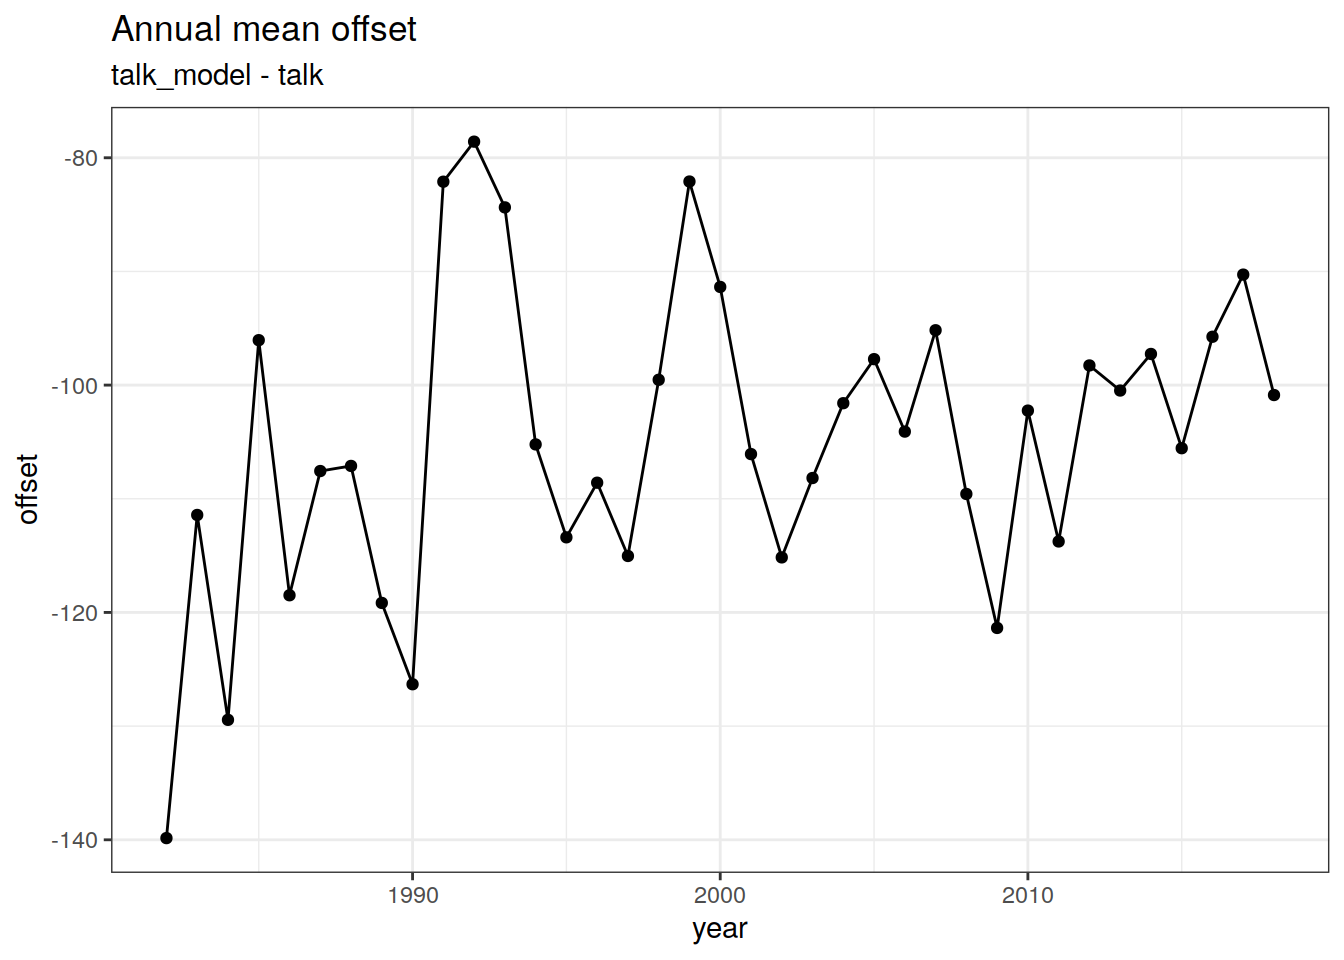 Annual mean offset
talk_model - talk
-80
-100
-120
-140
offset
1990 2000 2010
year